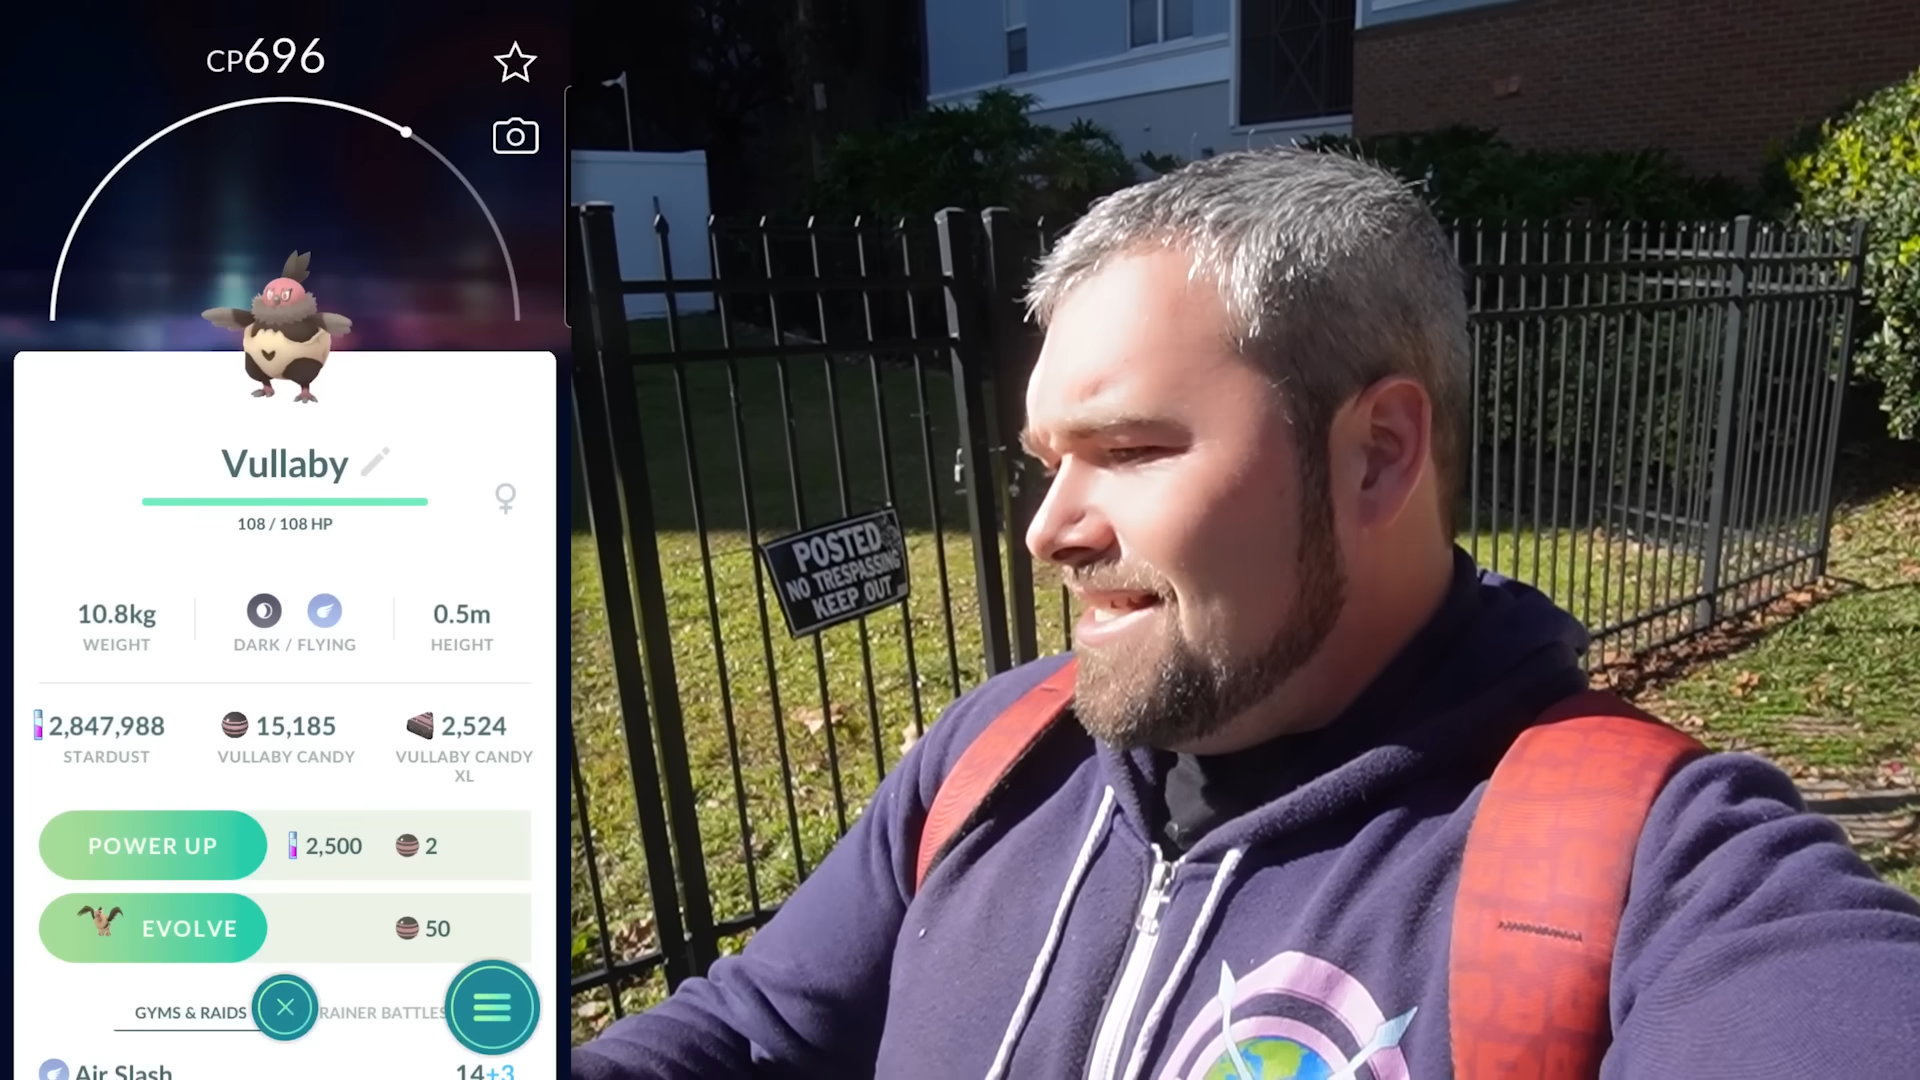 CP696
Vullaby
108 / 108 HP
10.8kg
WEIGHT
DARK / FLYING
0.5m
HEIGHT
2,847,988
STARDUST
15,185
VULLABY CANDY
2,524
VULLABY CANDY
XL
POWER UP
2,500
2
EVOLVE
50
GYMS & RAIDS
RAINER BATTLES
Air Slash
14+3
POSTED
NO TRESPASSING
KEEP OUT